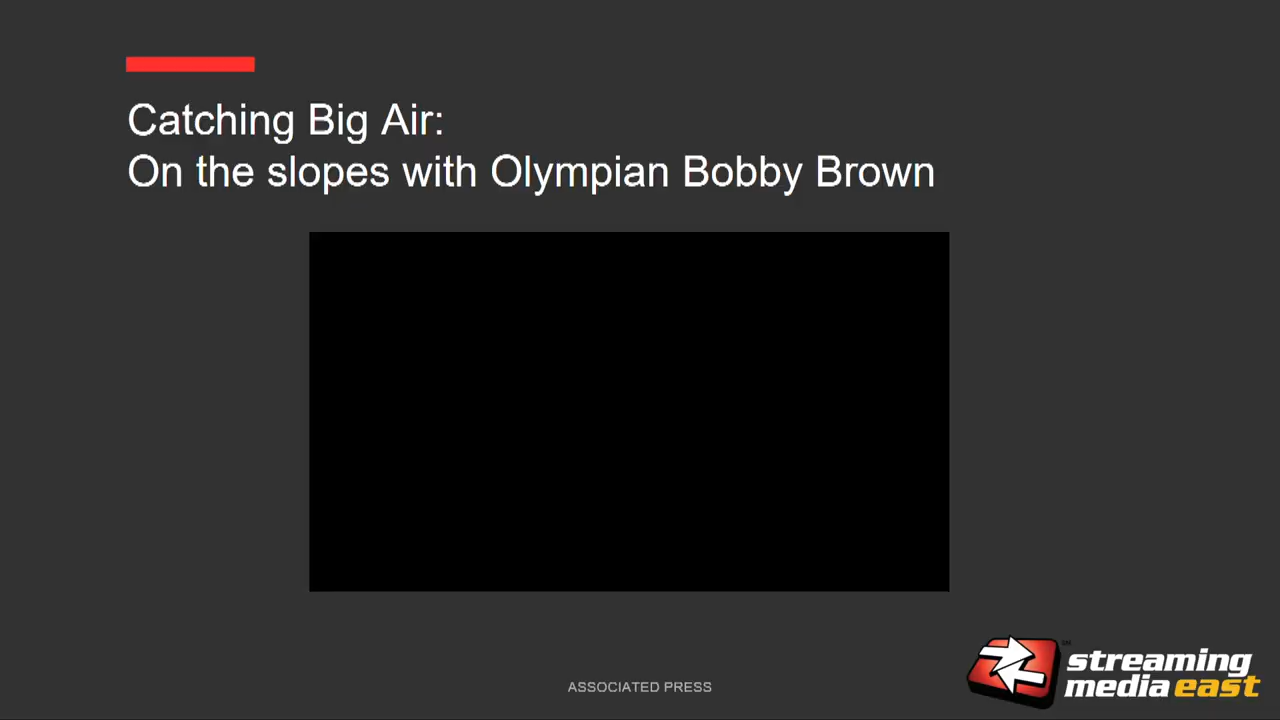 Catching Big Air:
On the slopes with Olympian Bobby Brown
ASSOCIATED PRESS
streaming
media east